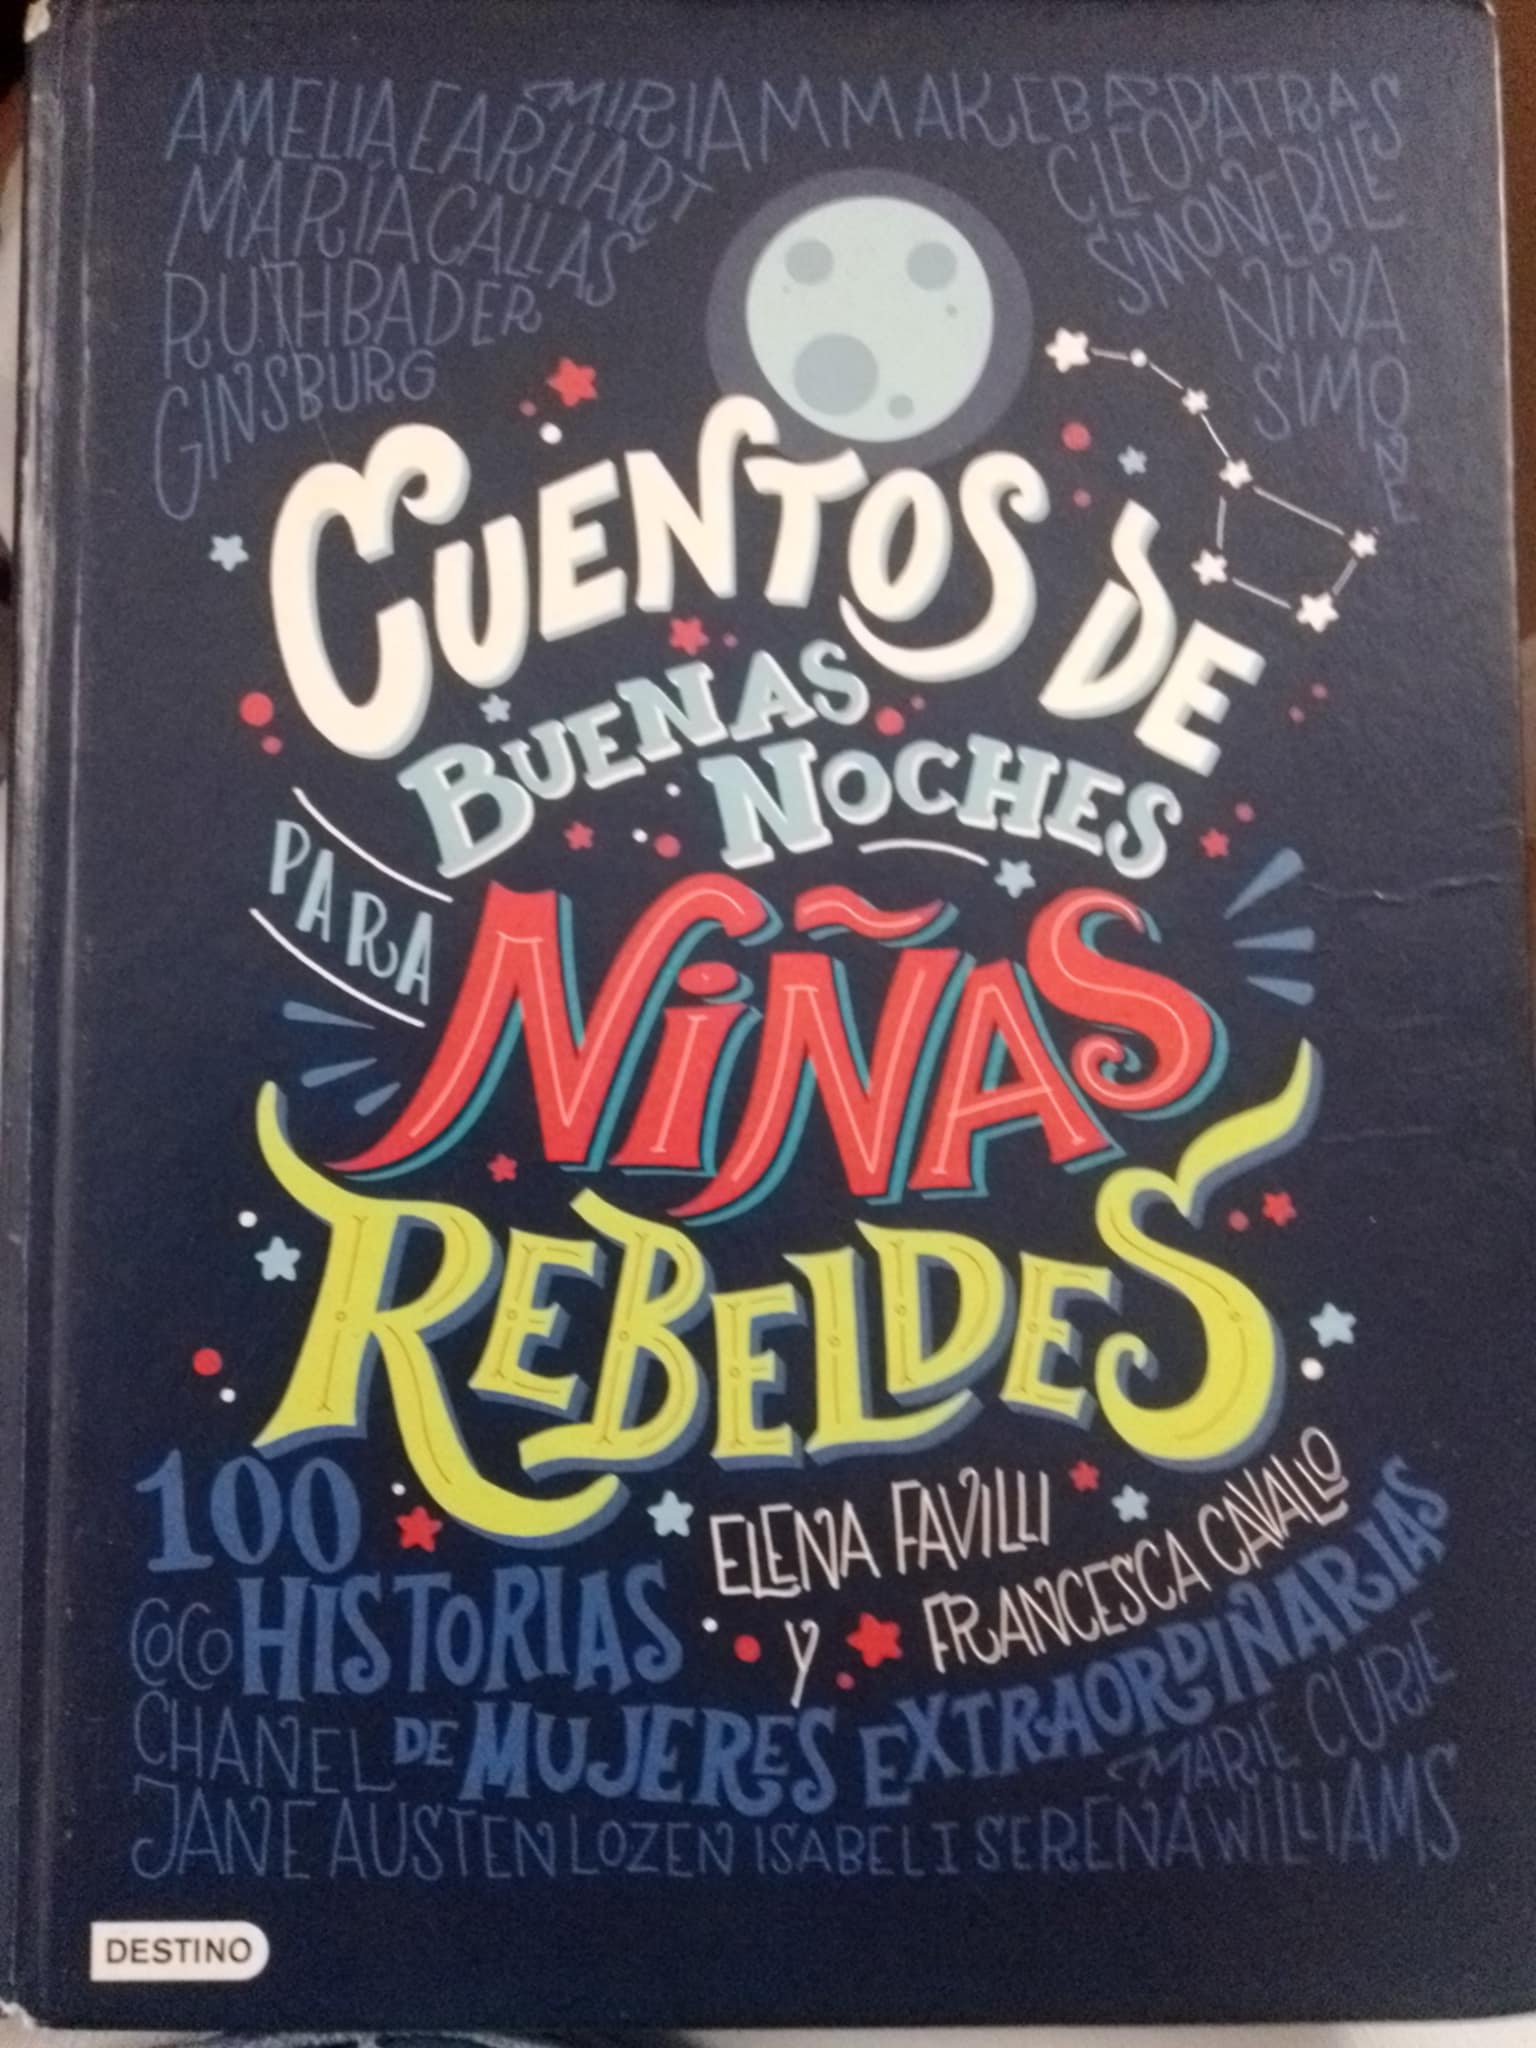 AMELIA EARHART
MIRIAM MAKEBA
CLEOPATRA
MARIA CALLAS
SIMONE BILES
RUTH BADER
GINSBURG
NINA
SIMONE
CUENTOS DE
BUENAS
NOCHES
PARA
NIÑAS
REBELDES
100
HISTORIAS
DE MUJERES EXTRAORDINARIAS
ELENA FAVILLI
Y FRANCESCA CAVALLO
COCO
CHANEL
MARIE CURIE
JANE AUSTEN LOZEN ISABEL I SERENA WILLIAMS
DESTINO